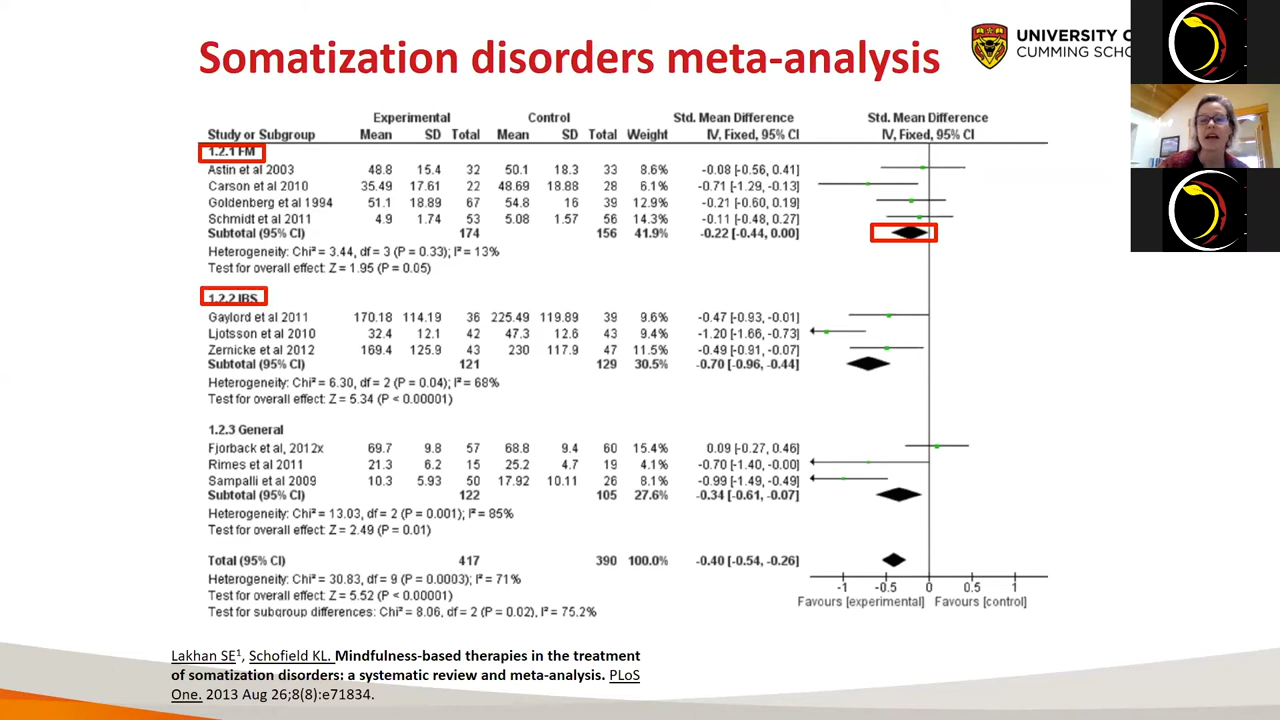 Somatization disorders meta-analysis
UNIVERSITY O
CUMMING SCHO
Experimental Control Std. Mean Difference Std. Mean Difference
Study or Subgroup Mean SD Total Mean SD Total Weight IV, Fixed, 95% CI IV, Fixed, 95% CI
1.2.1 FM
Astin et al 2003 48.8 15.4 32 50.1 18.3 33 8.6% -0.08 [-0.56, 0.41]
Carson et al 2010 35.49 17.61 22 48.69 18.88 28 6.1% -0.71 [-1.29, -0.13]
Goldenberg et al 1994 51.1 18.89 67 54.8 16 39 12.9% -0.21 [-0.60, 0.19]
Schmidt et al 2011 4.9 1.74 53 5.08 1.57 56 14.3% -0.11 [-0.48, 0.27]
Subtotal (95% CI) 174 156 41.9% -0.22 [-0.44, 0.00]
Heterogeneity: Chi² = 3.44, df = 3 (P = 0.33); I² = 13%
Test for overall effect: Z = 1.95 (P = 0.05)
1.2.2 IBS
Gaylord et al 2011 170.18 114.19 36 225.49 119.89 39 9.6% -0.47 [-0.93, -0.01]
Ljotsson et al 2010 32.4 12.1 42 47.3 12.6 43 9.4% -1.20 [-1.66, -0.73]
Zernicke et al 2012 169.4 125.9 43 230 117.9 47 11.5% -0.49 [-0.91, -0.07]
Subtotal (95% CI) 121 129 30.5% -0.70 [-0.96, -0.44]
Heterogeneity: Chi² = 6.30, df = 2 (P = 0.04); I² = 68%
Test for overall effect: Z = 5.34 (P < 0.00001)
1.2.3 General
Fjorback et al, 2012x 69.7 9.8 57 68.8 9.4 60 15.4% 0.09 [-0.27, 0.46]
Rimes et al 2011 21.3 6.2 15 25.2 4.7 19 4.1% -0.70 [-1.40, -0.00]
Sampalli et al 2009 10.3 5.93 50 17.92 10.11 26 8.1% -0.99 [-1.49, -0.49]
Subtotal (95% CI) 122 105 27.6% -0.34 [-0.61, -0.07]
Heterogeneity: Chi² = 13.03, df = 2 (P = 0.001); I² = 85%
Test for overall effect: Z = 2.49 (P = 0.01)
Total (95% CI) 417 390 100.0% -0.40 [-0.54, -0.26]
Heterogeneity: Chi² = 30.83, df = 9 (P = 0.0003); I² = 71%
Test for overall effect: Z = 5.52 (P < 0.00001)
Test for subgroup differences: Chi² = 8.06, df = 2 (P = 0.02), I² = 75.2%
-1 -0.5 0 0.5 1
Favours [experimental] Favours [control]
Lakhan SE1, Schofield KL. Mindfulness-based therapies in the treatment
of somatization disorders: a systematic review and meta-analysis. PLoS
One. 2013 Aug 26;8(8):e71834.